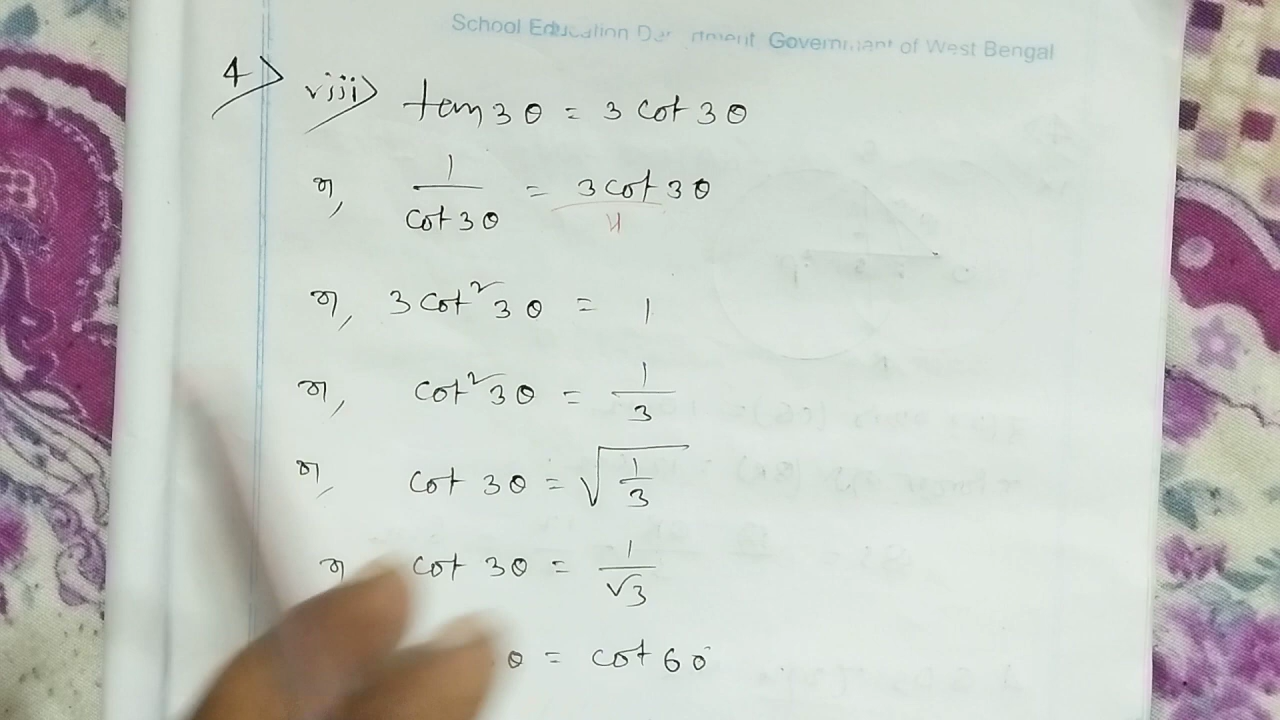 School Education Department Government of West Bengal
4> viii> tan 3θ = 3 cot 3θ
বা, 1/cot 3θ = 3 cot 3θ
বা, 3 cot² 3θ = 1
বা, cot² 3θ = 1/3
বা, cot 3θ = √(1/3)
বা, cot 3θ = 1/√3
θ = cot 60°